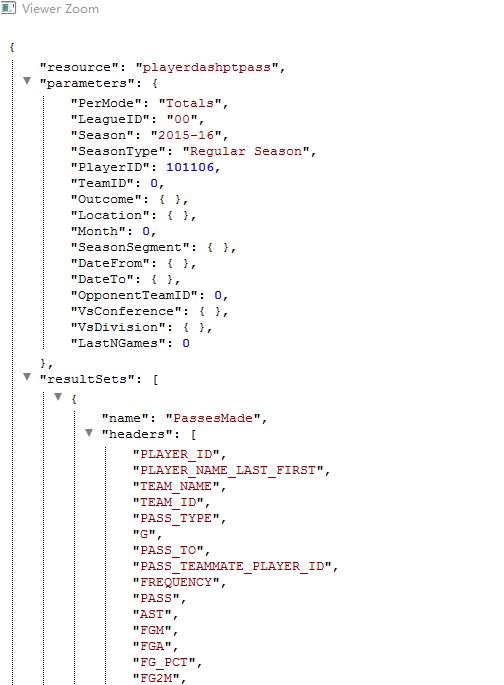 Viewer Zoom
{
"resource": "playerdashptpass",
"parameters": {
"PerMode": "Totals",
"LeagueID": "00",
"Season": "2015-16",
"SeasonType": "Regular Season",
"PlayerID": 101106,
"TeamID": 0,
"Outcome": { },
"Location": { },
"Month": 0,
"SeasonSegment": { },
"DateFrom": { },
"DateTo": { },
"OpponentTeamID": 0,
"VsConference": { },
"VsDivision": { },
"LastNGames": 0
},
"resultSets": [
{
"name": "PassesMade",
"headers": [
"PLAYER_ID",
"PLAYER_NAME_LAST_FIRST",
"TEAM_NAME",
"TEAM_ID",
"PASS_TYPE",
"G",
"PASS_TO",
"PASS_TEAMMATE_PLAYER_ID",
"FREQUENCY",
"PASS",
"AST",
"FGM",
"FGA",
"FG_PCT",
"FG2M",